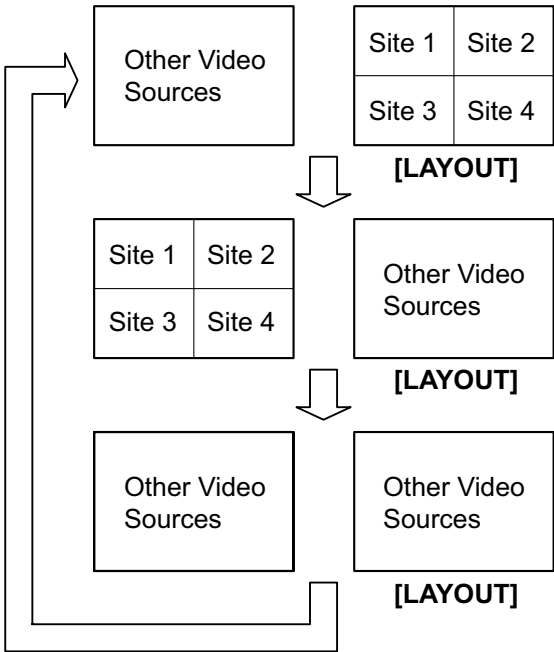 Other Video
Sources
Site 1 Site 2
Site 3 Site 4
[LAYOUT]
Site 1 Site 2
Site 3 Site 4
Other Video
Sources
[LAYOUT]
Other Video
Sources
Other Video
Sources
[LAYOUT]